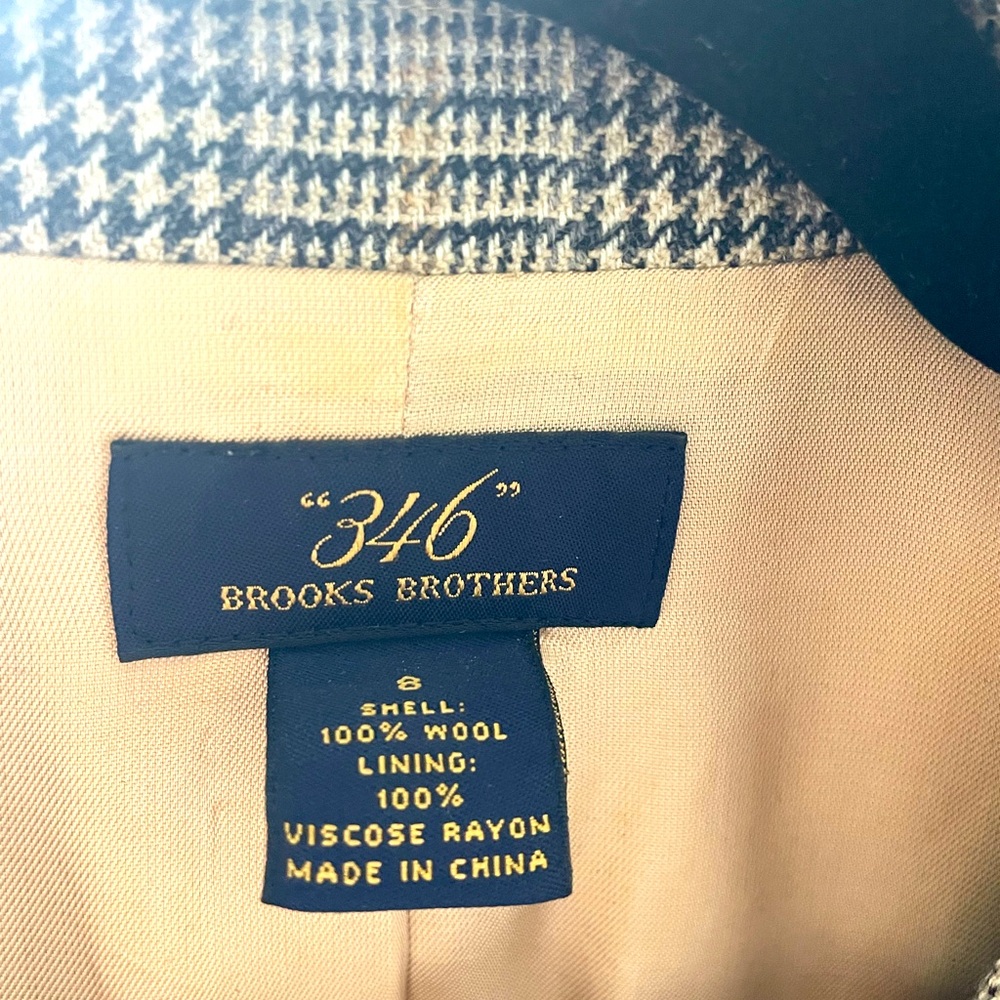 “346”
BROOKS BROTHERS
8
SHELL:
100% WOOL
LINING:
100%
VISCOSE RAYON
MADE IN CHINA